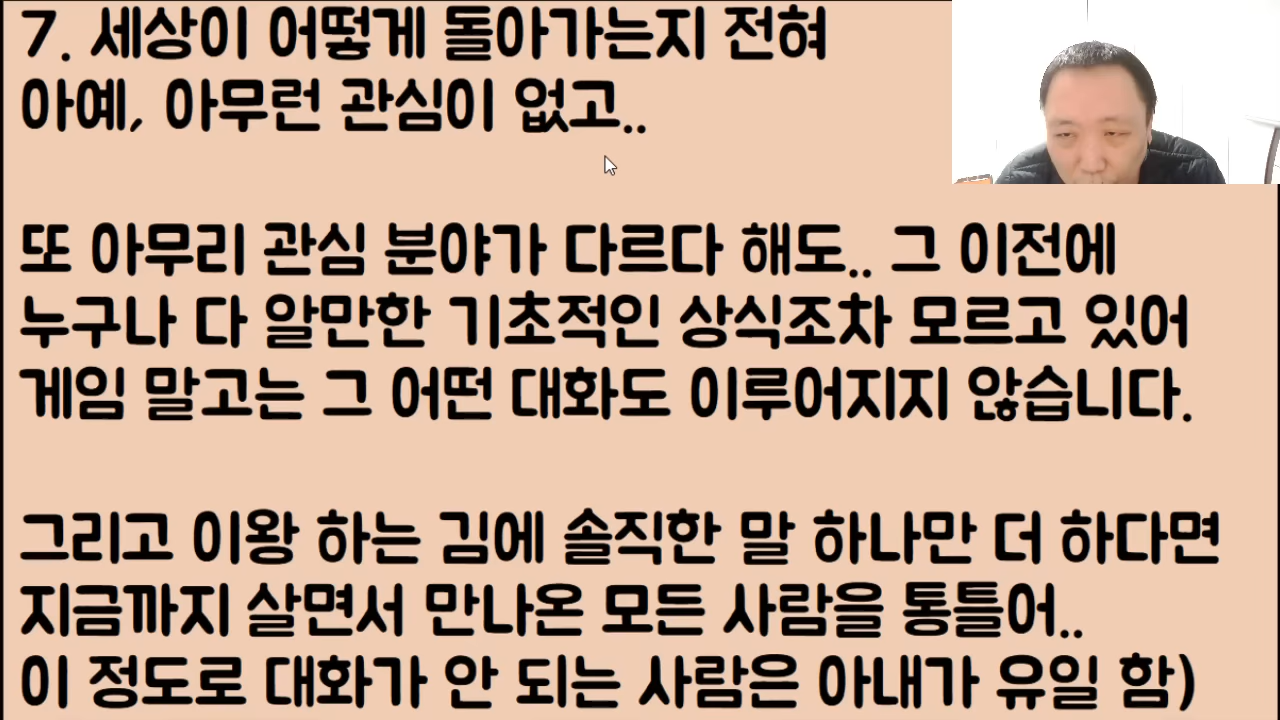 7. 세상이 어떻게 돌아가는지 전혀
아예, 아무런 관심이 없고..
또 아무리 관심 분야가 다르다 해도.. 그 이전에
누구나 다 알만한 기초적인 상식조차 모르고 있어
게임 말고는 그 어떤 대화도 이루어지지 않습니다.
그리고 이왕 하는 김에 솔직한 말 하나만 더 하다면
지금까지 살면서 만나온 모든 사람을 통틀어..
이 정도로 대화가 안 되는 사람은 아내가 유일 함)